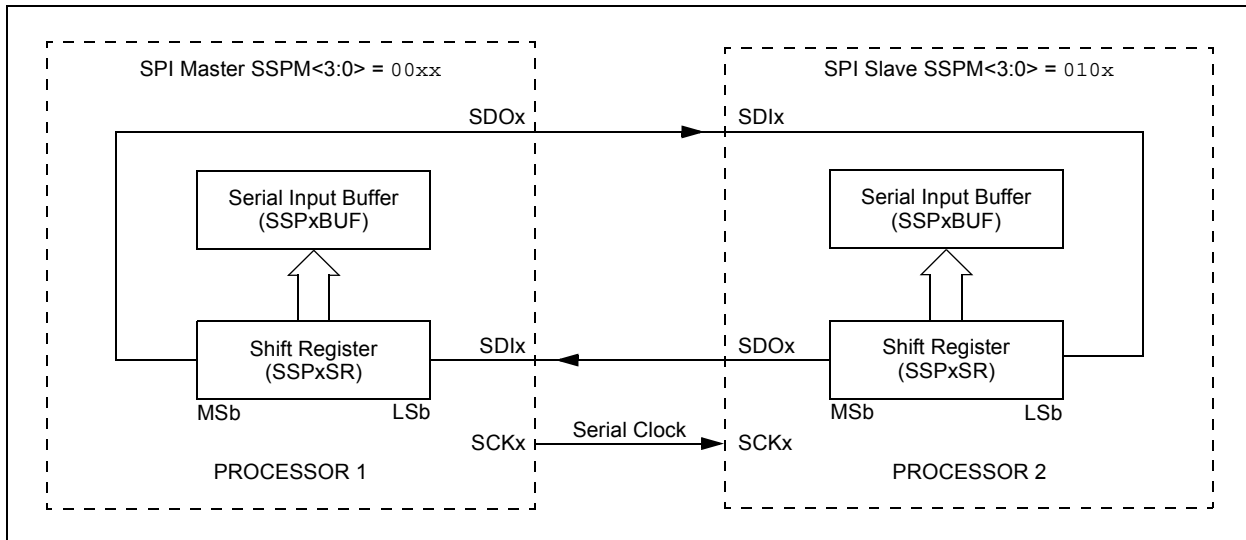 SPI Master SSPM<3:0> = 00xx
SDOx
Serial Input Buffer
(SSPxBUF)
Shift Register
(SSPxSR)
MSb
LSb
SDIx
SCKx
PROCESSOR 1
Serial Clock
SPI Slave SSPM<3:0> = 010x
SDIx
Serial Input Buffer
(SSPxBUF)
SDOx
Shift Register
(SSPxSR)
MSb
LSb
SCKx
PROCESSOR 2